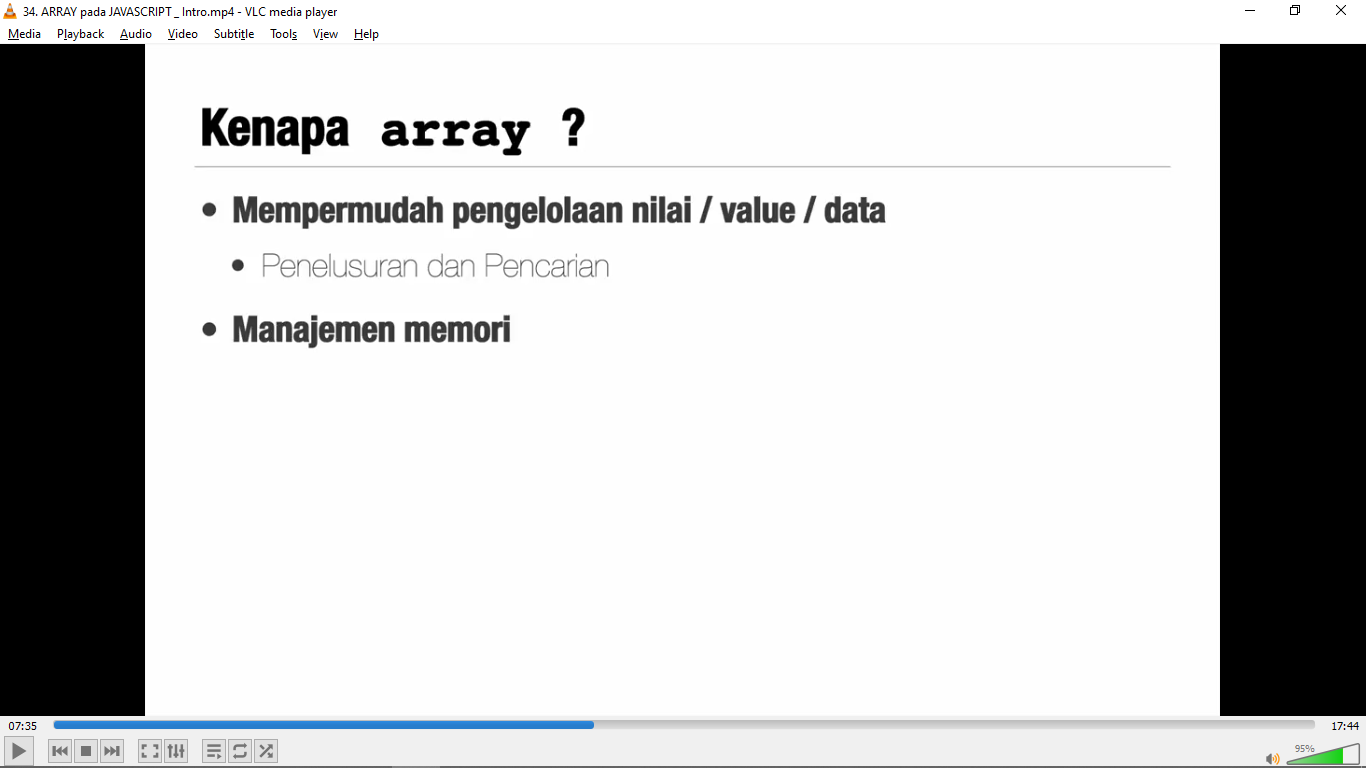 34. ARRAY pada JAVASCRIPT _ Intro.mp4 - VLC media player
Media Playback Audio Video Subtitle Tools View Help
Kenapa array ?
• Mempermudah pengelolaan nilai / value / data
• Penelusuran dan Pencarian
• Manajemen memori
07:35 17:44
95%